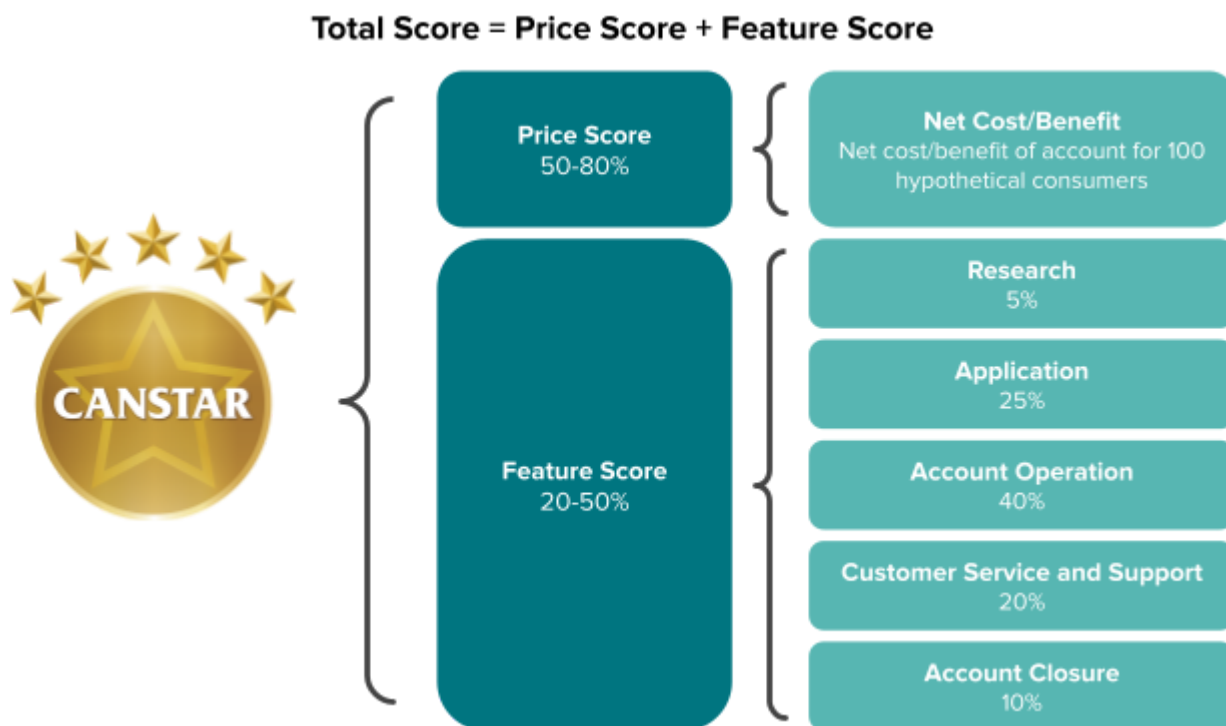 Total Score = Price Score + Feature Score
CANSTAR
Price Score
50-80%
Net Cost/Benefit
Net cost/benefit of account for 100
hypothetical consumers
Feature Score
20-50%
Research
5%
Application
25%
Account Operation
40%
Customer Service and Support
20%
Account Closure
10%